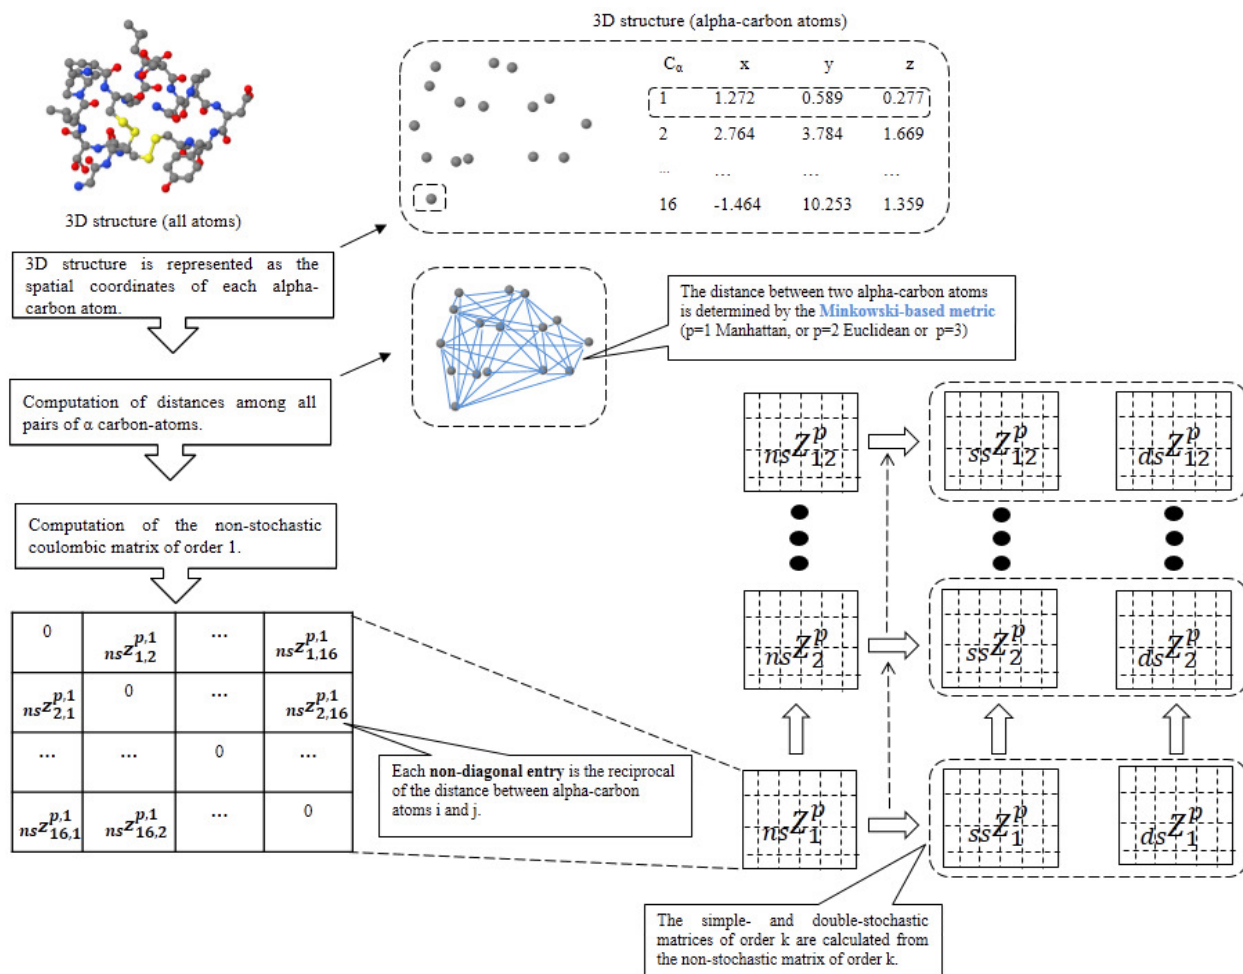 3D structure (alpha-carbon atoms)
Cα x y z
1 1.272 0.589 0.277
2 2.764 3.784 1.669
... ... ... ...
16 -1.464 10.253 1.359
3D structure (all atoms)
3D structure is represented as the
spatial coordinates of each alpha-
carbon atom.
The distance between two alpha-carbon atoms
is determined by the Minkowski-based metric
(p=1 Manhattan, or p=2 Euclidean or p=3)
Computation of distances among all
pairs of α carbon-atoms.
Computation of the non-stochastic
coulombic matrix of order 1.
0 nsz^{p,1}_{1,2} ... nsz^{p,1}_{1,16}
nsz^{p,1}_{2,1} 0 ... nsz^{p,1}_{2,16}
... ... 0 ...
nsz^{p,1}_{16,1} nsz^{p,1}_{16,2} ... 0
Each non-diagonal entry is the reciprocal
of the distance between alpha-carbon
atoms i and j.
nsZ^p_{12} ssZ^p_{12} dsZ^p_{12}
nsZ^p_2 ssZ^p_2 dsZ^p_2
nsZ^p_1 ssZ^p_1 dsZ^p_1
The simple- and double-stochastic
matrices of order k are calculated from
the non-stochastic matrix of order k.